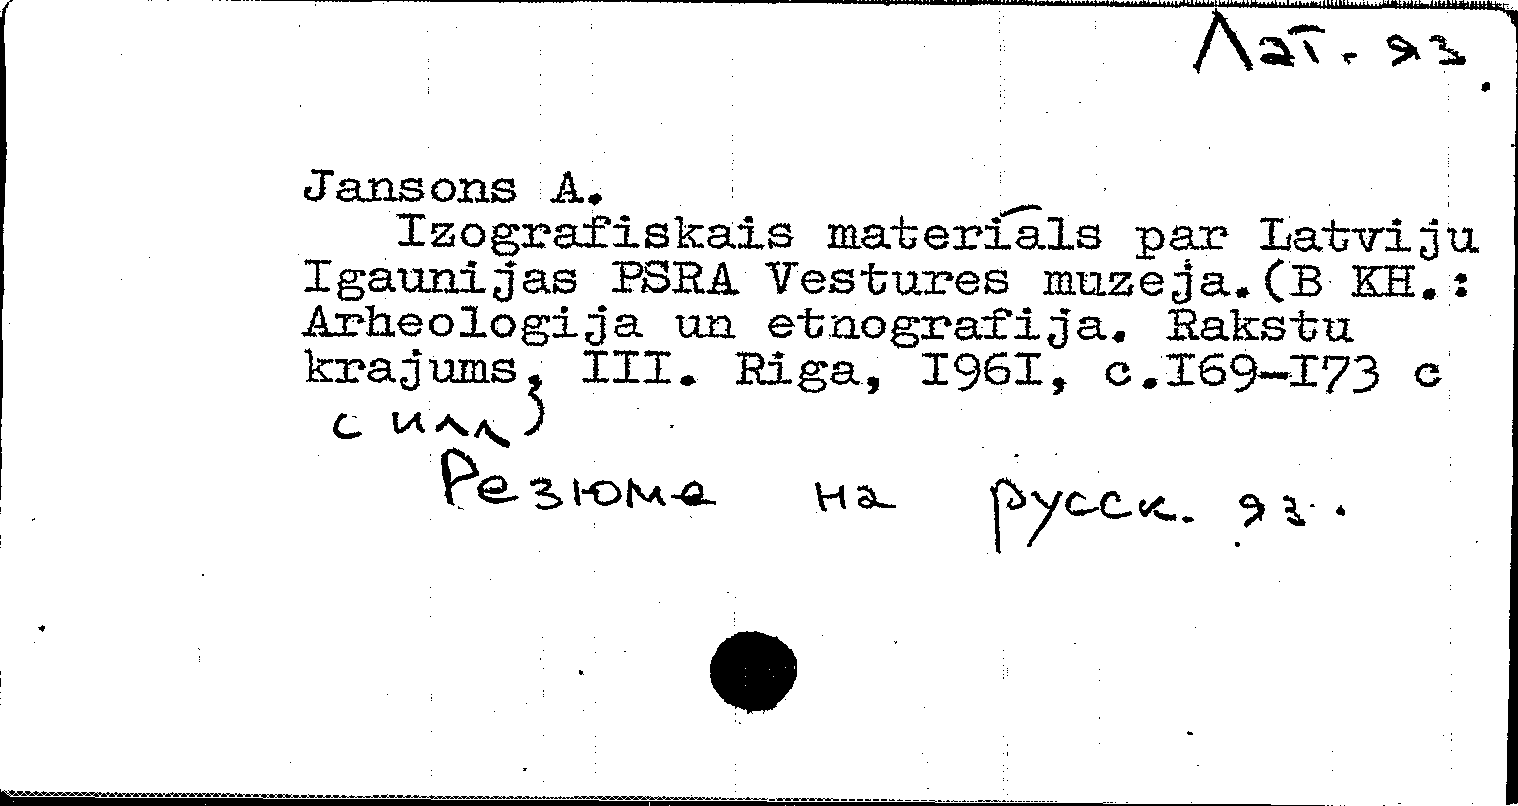 Лат. яз.
Jansons A.
Izografiskais materiāls par Latviju
Igaunijas PSRA Vestures muzeja.(В КН.:
Arheologija un etnografija. Rakstu
krajums, III. Riga, I96I, с.I69-I73 с
с илл)
Резюме на русск. яз.